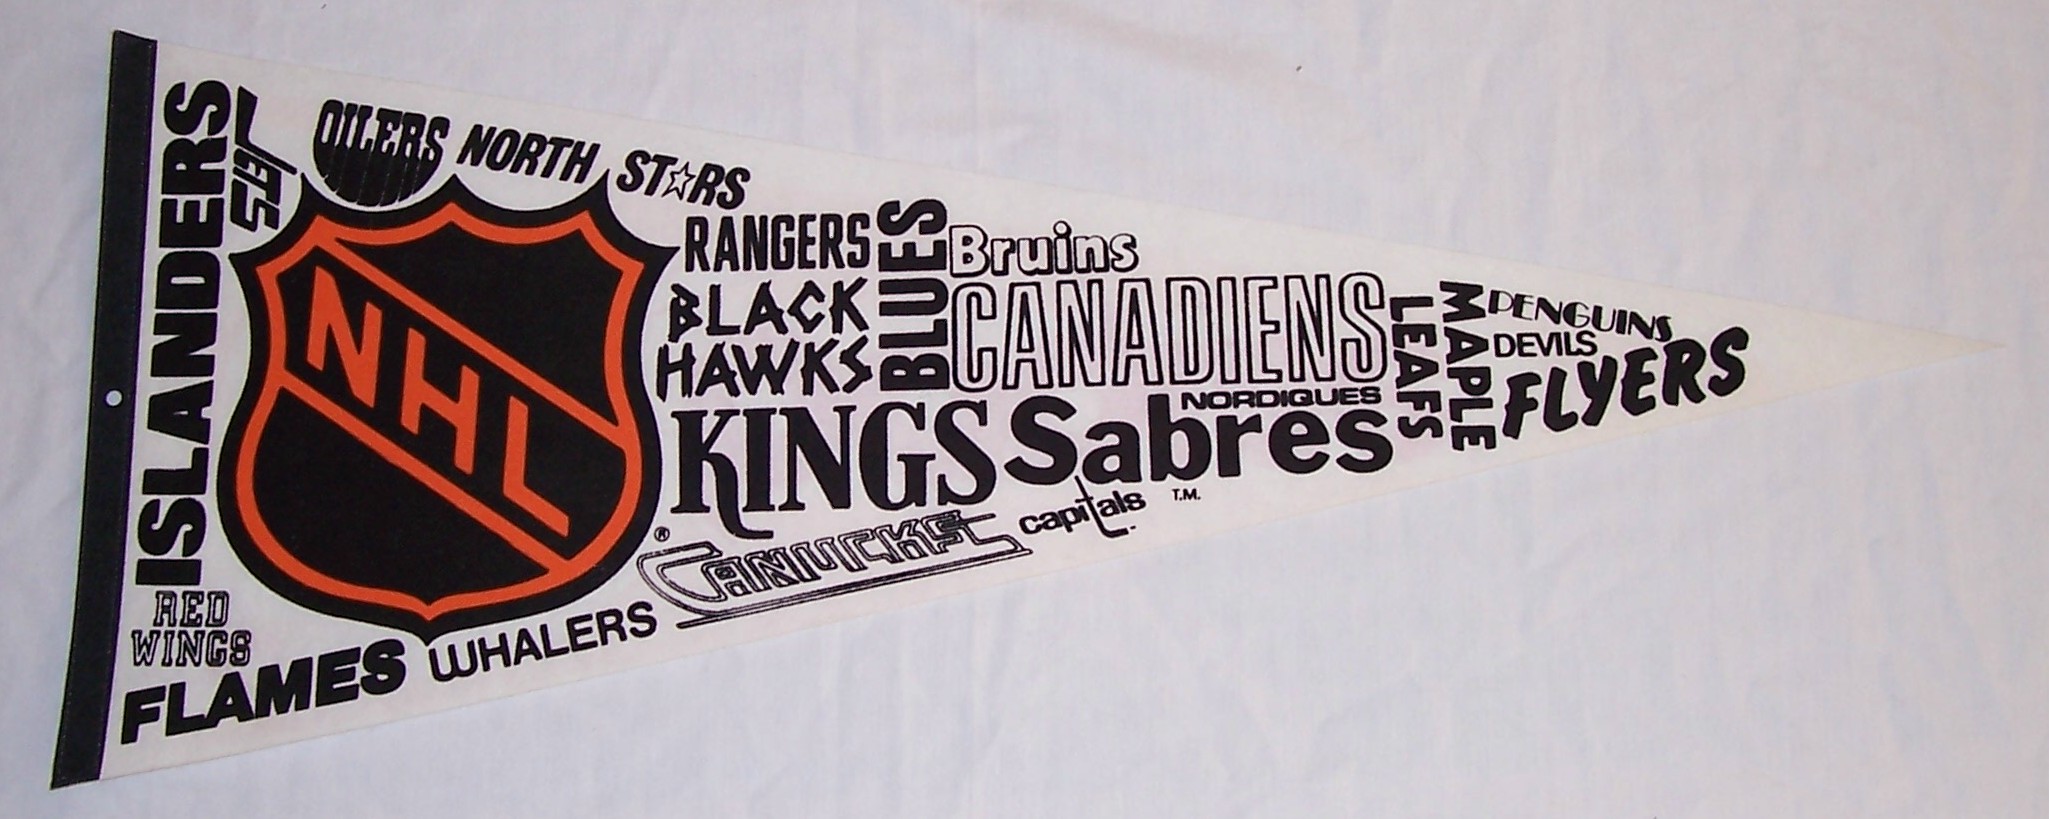 ISLANDERS
JETS
OILERS
NORTH STARS
NHL
RED
WINGS
FLAMES
WHALERS
RANGERS
BLACK
HAWKS
BLUES
Bruins
CANADIENS
NORDIQUES
KINGS
Sabres
®
CANUCKS
capitals
T.M.
MAPLE
LEAFS
PENGUINS
DEVILS
FLYERS